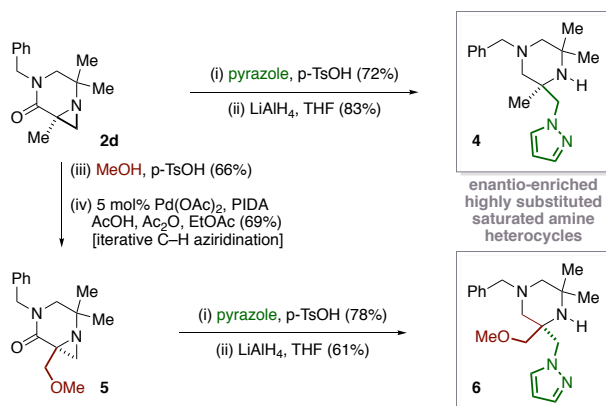 Ph
N
Me
Me
N
O
Me
2d
(i) pyrazole, p-TsOH (72%)
(ii) LiAlH4, THF (83%)
Ph
N
Me
Me
N
H
Me
N
N
4
(iii) MeOH, p-TsOH (66%)
(iv) 5 mol% Pd(OAc)2, PIDA
AcOH, Ac2O, EtOAc (69%)
[iterative C–H aziridination]
enantio-enriched
highly substituted
saturated amine
heterocycles
Ph
N
Me
Me
N
O
OMe
5
(i) pyrazole, p-TsOH (78%)
(ii) LiAlH4, THF (61%)
Ph
N
Me
Me
N
H
MeO
N
N
6